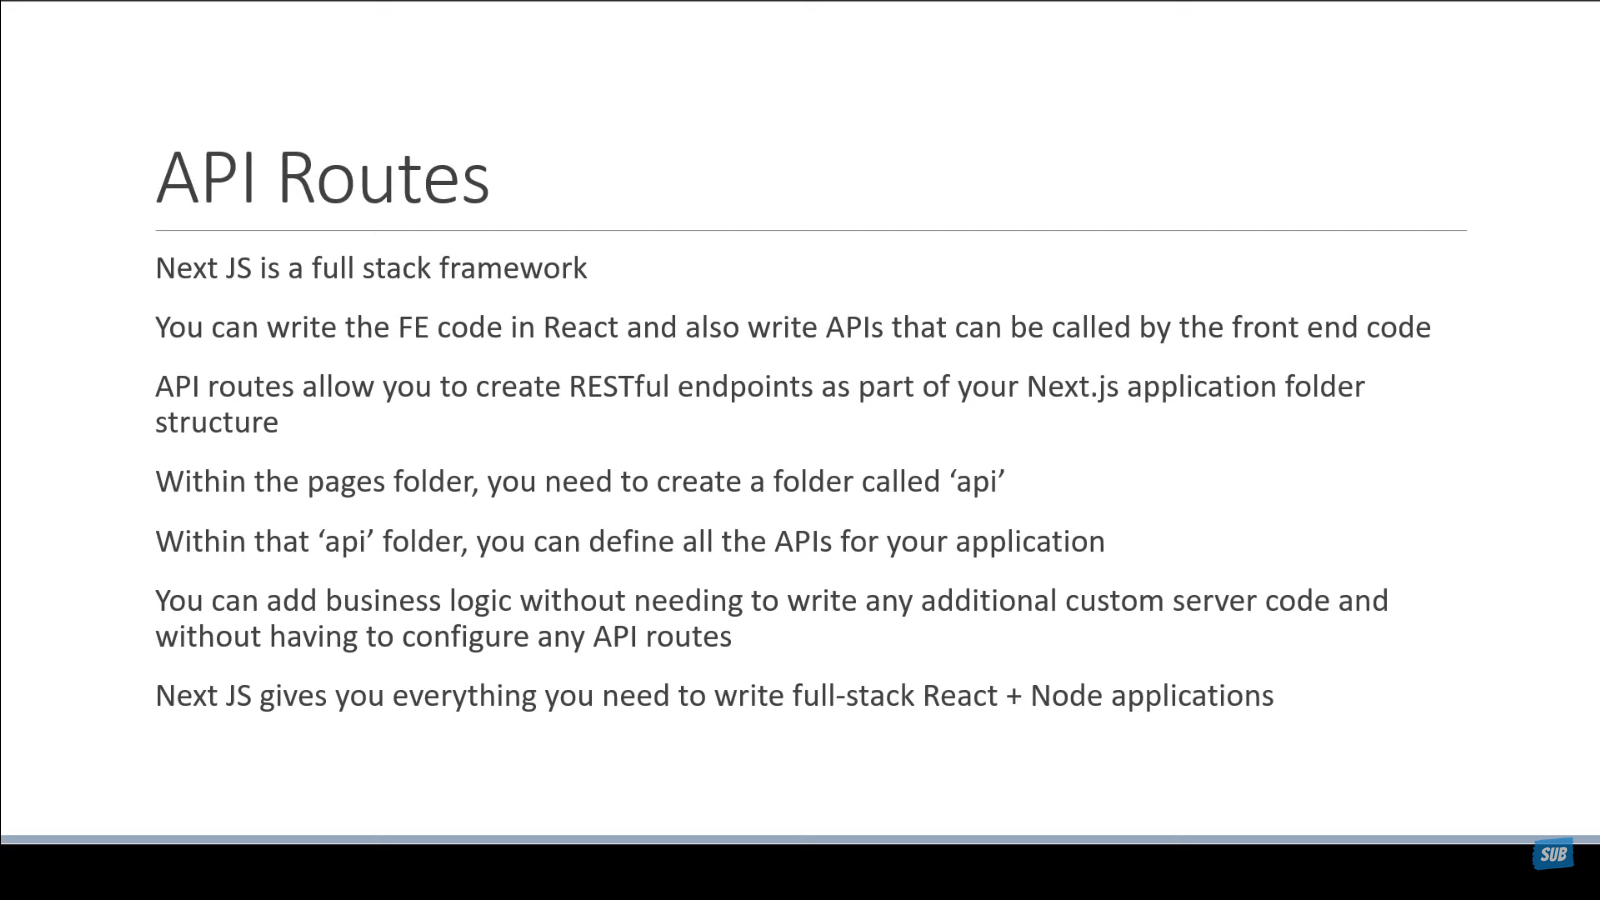 API Routes
Next JS is a full stack framework
You can write the FE code in React and also write APIs that can be called by the front end code
API routes allow you to create RESTful endpoints as part of your Next.js application folder
structure
Within the pages folder, you need to create a folder called ‘api’
Within that ‘api’ folder, you can define all the APIs for your application
You can add business logic without needing to write any additional custom server code and
without having to configure any API routes
Next JS gives you everything you need to write full-stack React + Node applications
SUB